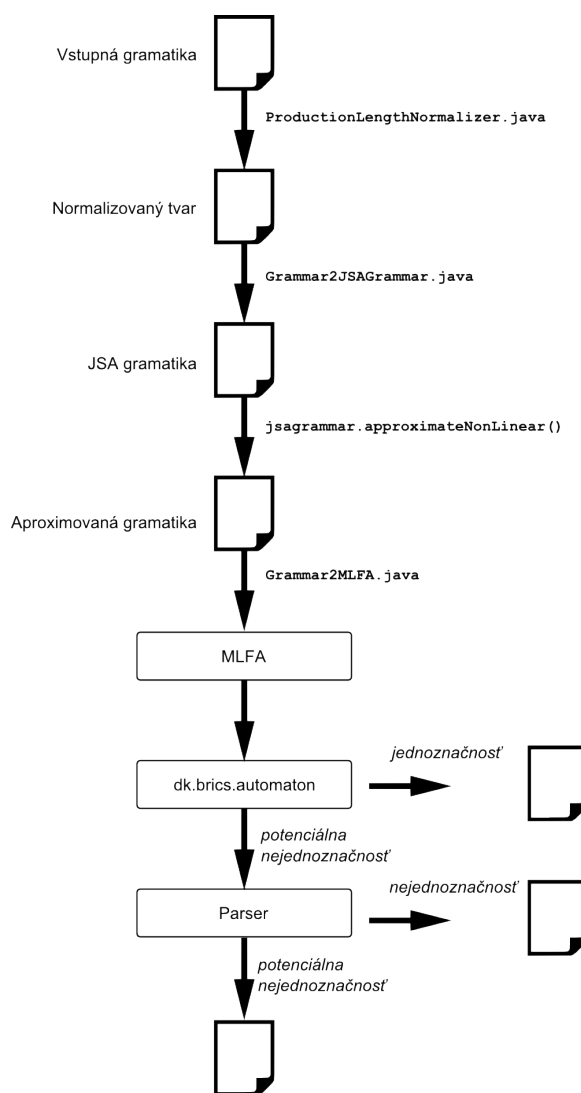 Vstupná gramatika
ProductionLengthNormalizer.java
Normalizovaný tvar
Grammar2JSAGrammar.java
JSA gramatika
jsagrammar.approximateNonLinear()
Aproximovaná gramatika
Grammar2MLFA.java
MLFA
jednoznačnosť
dk.brics.automaton
potenciálna
nejednoznačnosť
nejednoznačnosť
Parser
potenciálna
nejednoznačnosť